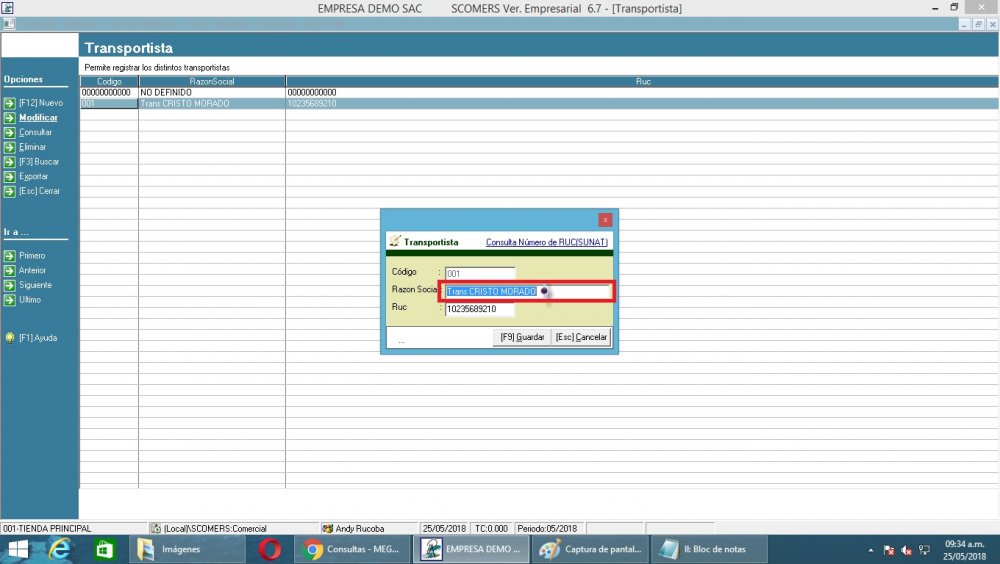 EMPRESA DEMO SAC SCOMERS Ver. Empresarial 6.7 - [Transportista]
Transportista
Permite registrar los distintos transportistas
Opciones
[F12] Nuevo
Modificar
Consultar
Eliminar
[F3] Buscar
Exportar
[Esc] Cerrar
Ir a ...
Primero
Anterior
Siguiente
Ultimo
[F1] Ayuda
Codigo RazonSocial Ruc
00000000000 NO DEFINIDO 00000000000
001 Trans CRISTO MORADO 10235689210
x
Transportista Consulta Número de RUC(SUNAT)
Código : 001
Razon Social: Trans CRISTO MORADO
Ruc : 10235689210
... [F9] Guardar [Esc] Cancelar
001-TIENDA PRINCIPAL (Local)\SCOMERS:Comercial Andy Rucoba 25/05/2018 TC:0.000 Periodo:05/2018
Imágenes Consultas - MEG... EMPRESA DEMO ... Captura de pantal... II: Bloc de notas 09:34 a.m.
25/05/2018